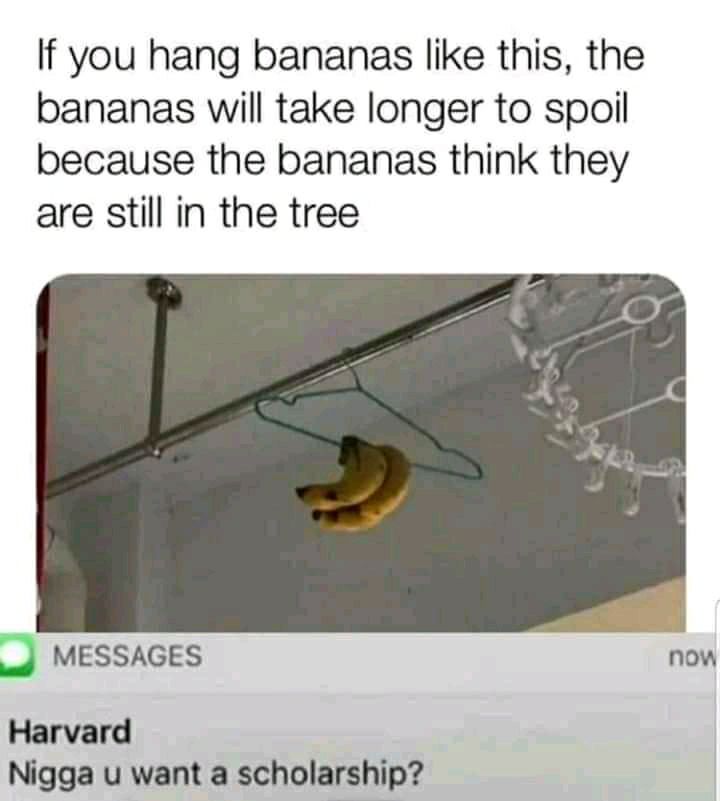 If you hang bananas like this, the
bananas will take longer to spoil
because the bananas think they
are still in the tree
MESSAGES
now
Harvard
Nigga u want a scholarship?